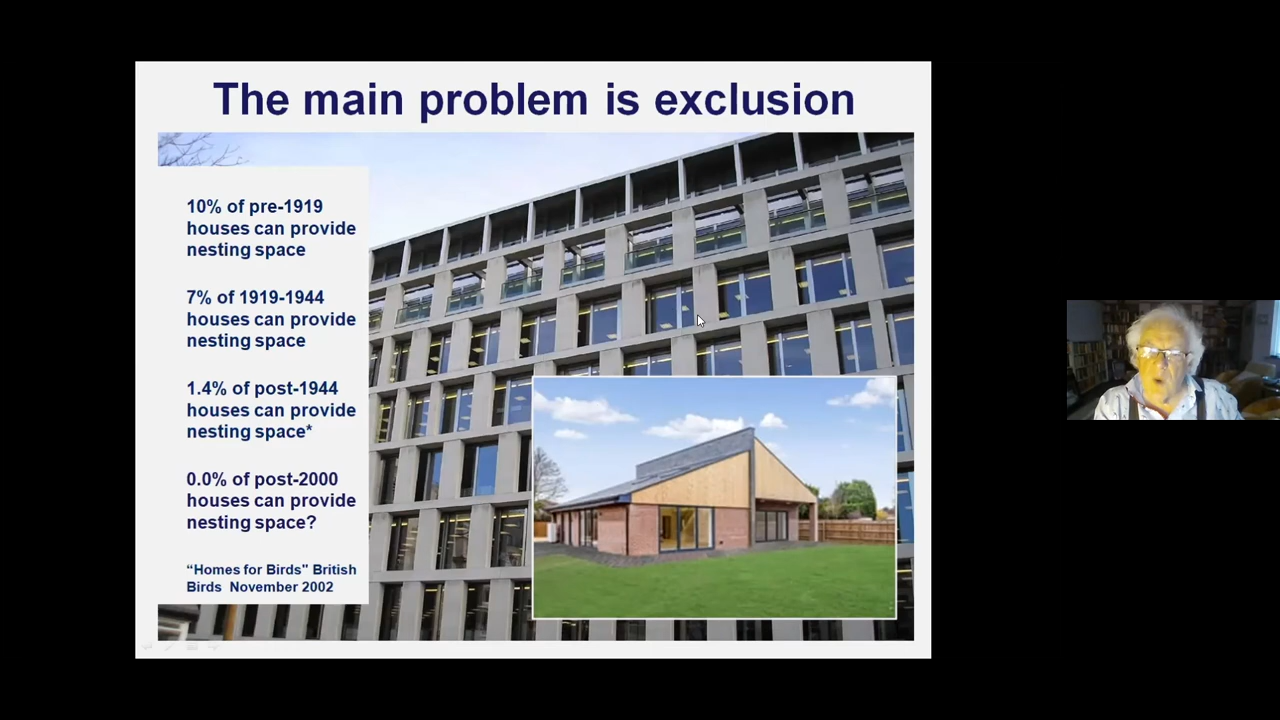 The main problem is exclusion
10% of pre-1919
houses can provide
nesting space
7% of 1919-1944
houses can provide
nesting space
1.4% of post-1944
houses can provide
nesting space*
0.0% of post-2000
houses can provide
nesting space?
“Homes for Birds" British
Birds  November 2002